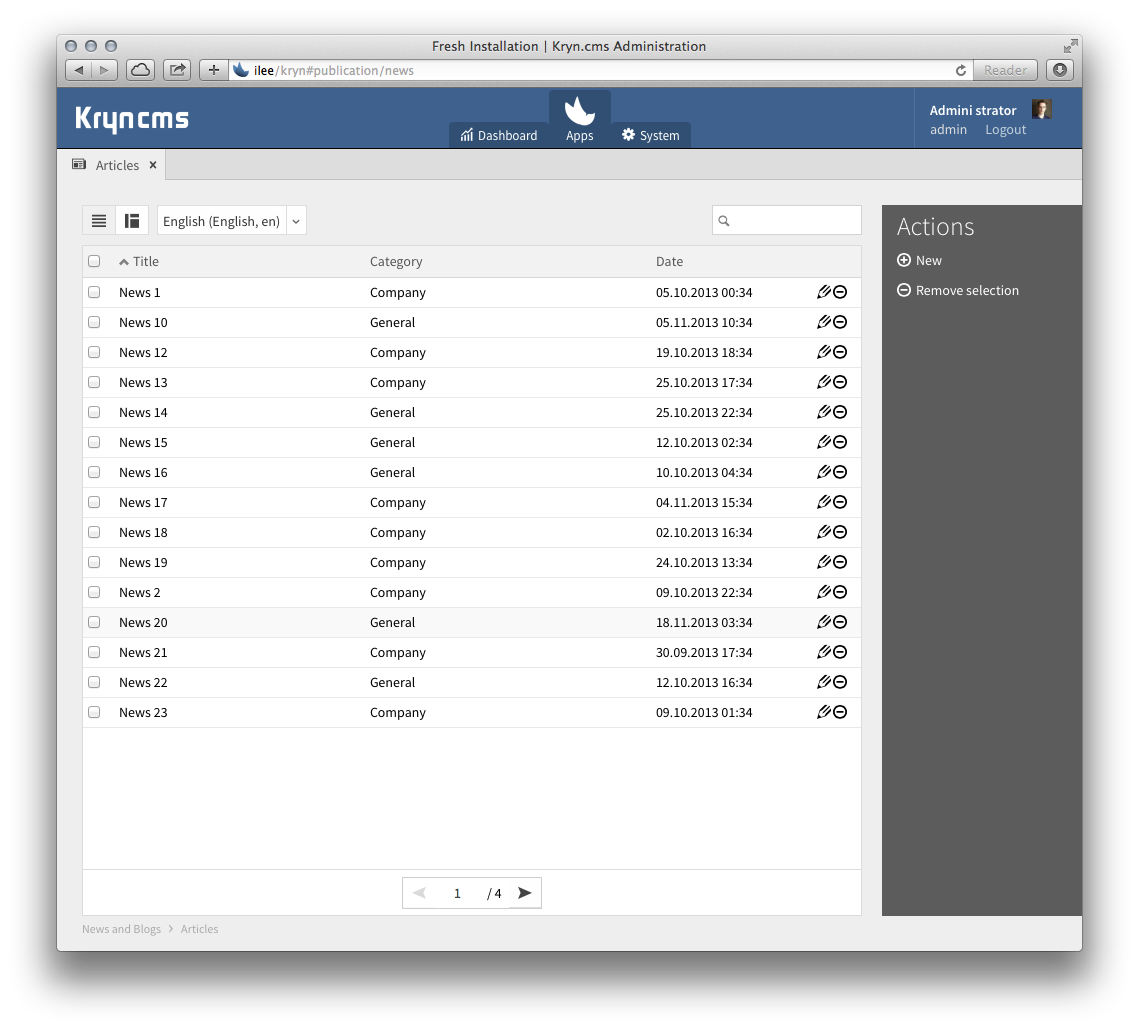 Fresh Installation | Kryn.cms Administration
ilee/kryn#publication/news
Reader
Kryncms
Dashboard Apps System
Admini strator
admin Logout
Articles ×
English (English, en)
Actions
New
Remove selection
Title Category Date
News 1 Company 05.10.2013 00:34
News 10 General 05.11.2013 10:34
News 12 Company 19.10.2013 18:34
News 13 Company 25.10.2013 17:34
News 14 General 25.10.2013 22:34
News 15 General 12.10.2013 02:34
News 16 General 10.10.2013 04:34
News 17 Company 04.11.2013 15:34
News 18 Company 02.10.2013 16:34
News 19 Company 24.10.2013 13:34
News 2 Company 09.10.2013 22:34
News 20 General 18.11.2013 03:34
News 21 Company 30.09.2013 17:34
News 22 General 12.10.2013 16:34
News 23 Company 09.10.2013 01:34
1 / 4
News and Blogs > Articles